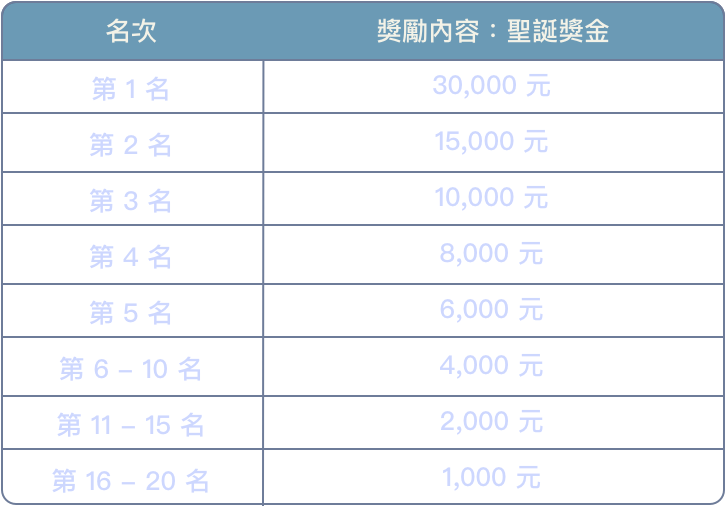 名次 獎勵內容：聖誕獎金
第 1 名 30,000 元
第 2 名 15,000 元
第 3 名 10,000 元
第 4 名 8,000 元
第 5 名 6,000 元
第 6 – 10 名 4,000 元
第 11 – 15 名 2,000 元
第 16 – 20 名 1,000 元